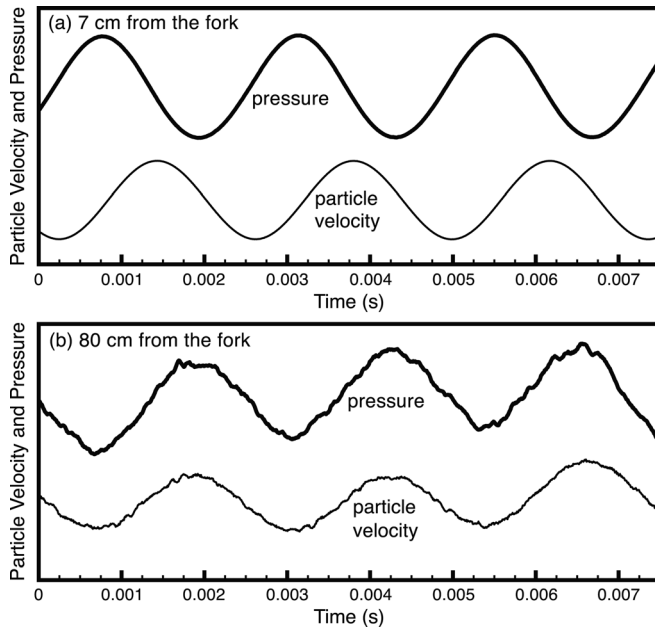 (a) 7 cm from the fork
Particle Velocity and Pressure
pressure
particle
velocity
0 0.001 0.002 0.003 0.004 0.005 0.006 0.007
Time (s)
(b) 80 cm from the fork
Particle Velocity and Pressure
pressure
particle
velocity
0 0.001 0.002 0.003 0.004 0.005 0.006 0.007
Time (s)